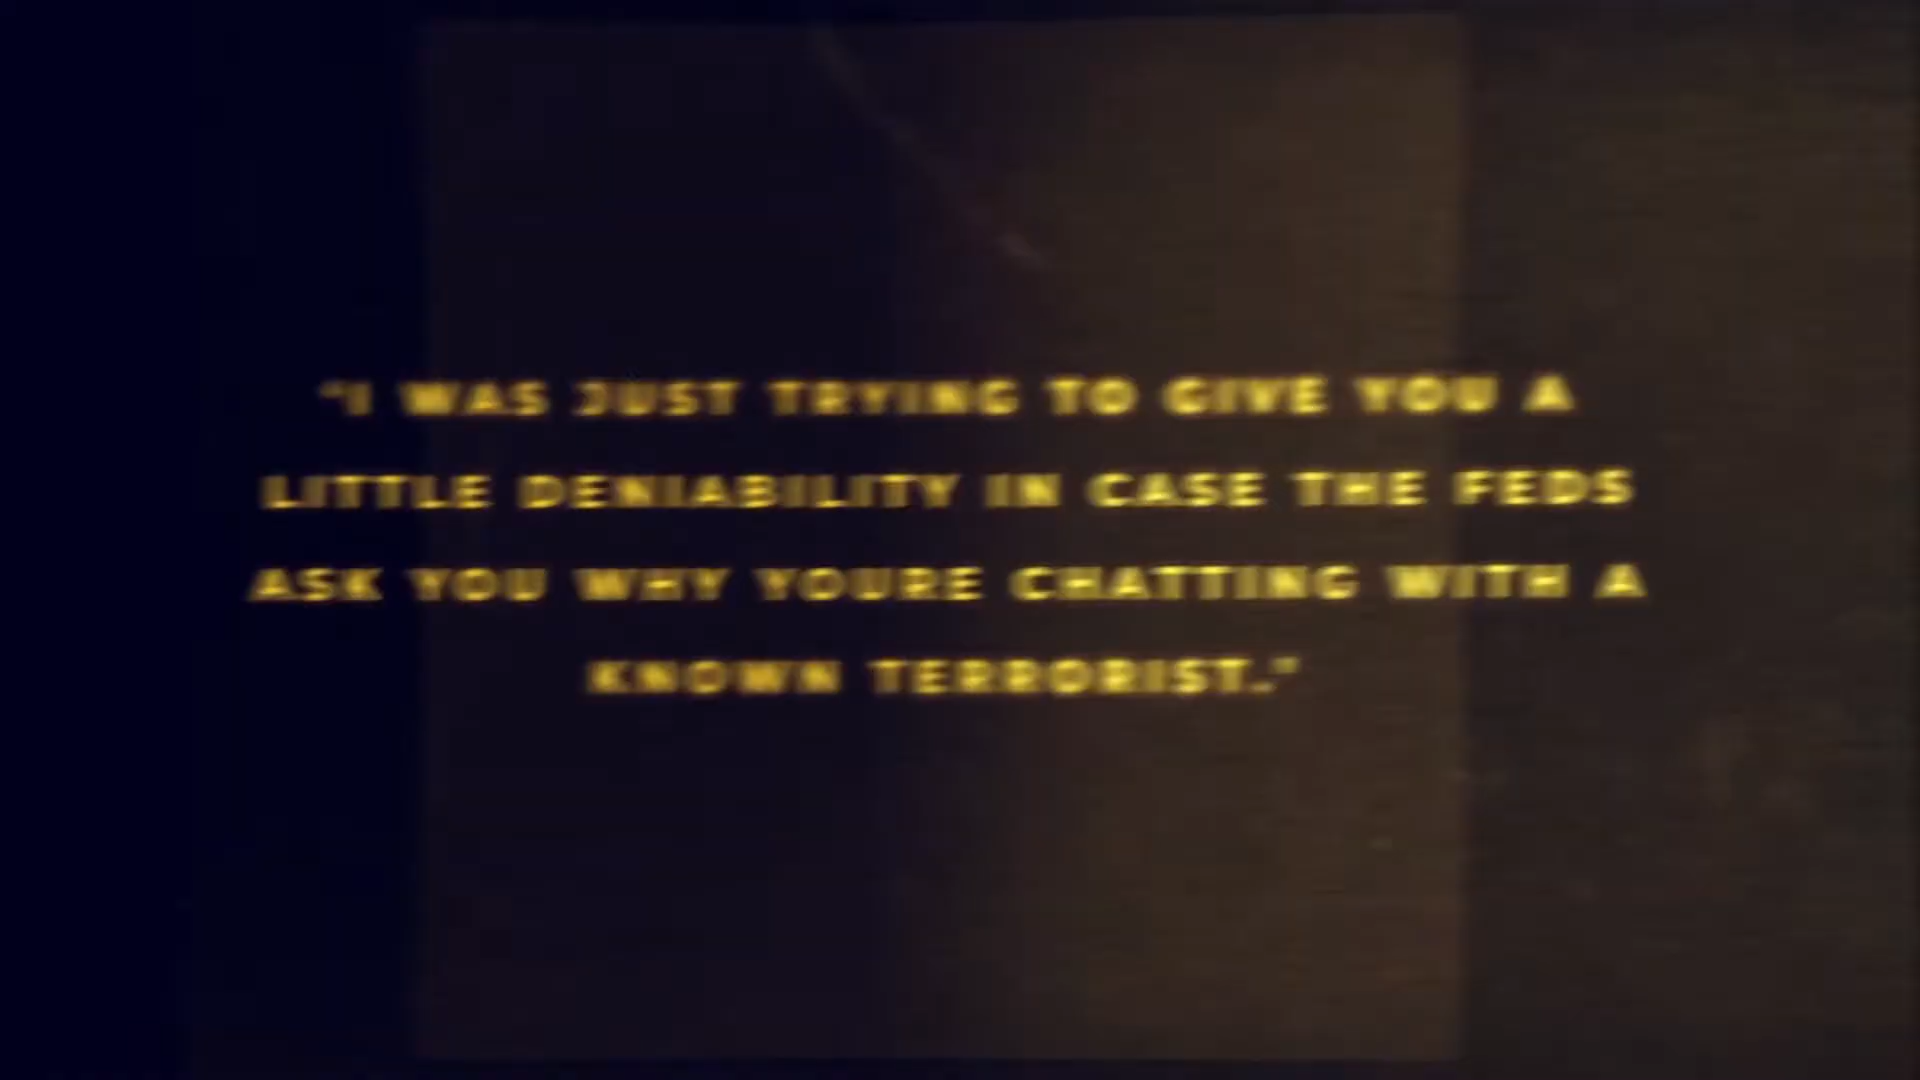 "I WAS JUST TRYING TO GIVE YOU A
LITTLE DENIABILITY IN CASE THE FEDS
ASK YOU WHY YOURE CHATTING WITH A
KNOWN TERRORIST."